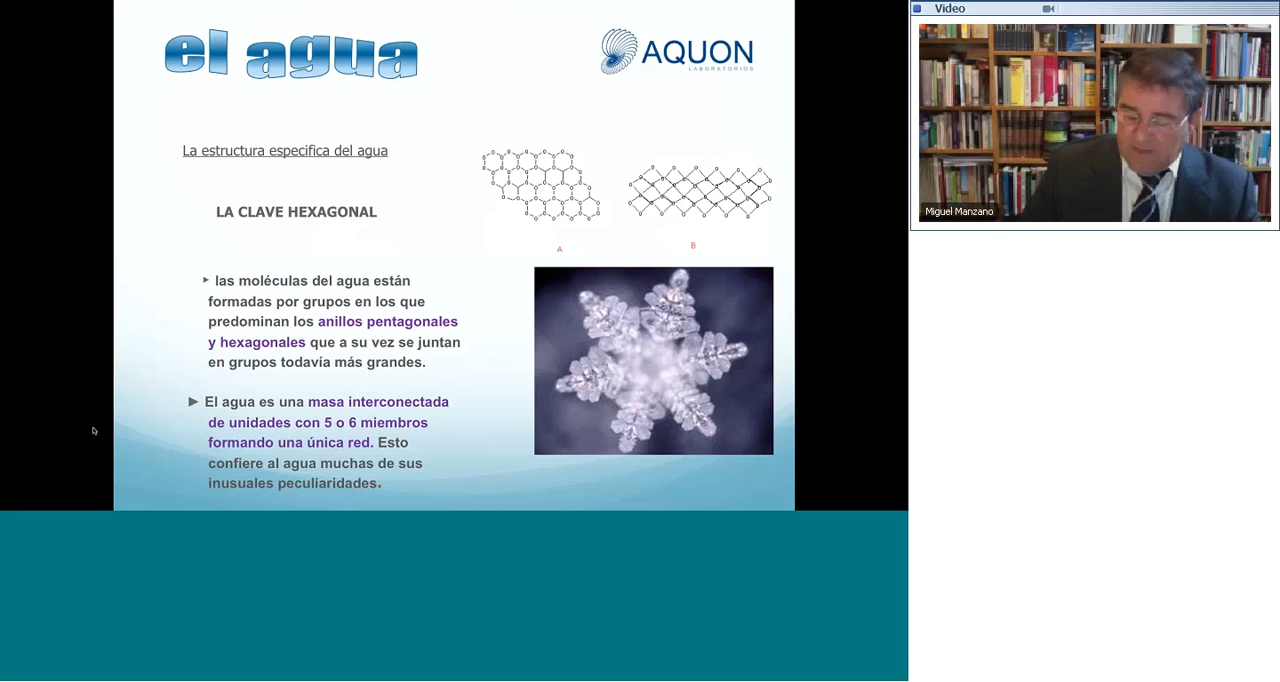 el agua
AQUON
LABORATORIOS
Video
Miguel Manzano
La estructura especifica del agua
LA CLAVE HEXAGONAL
A
B
las moléculas del agua están
formadas por grupos en los que
predominan los anillos pentagonales
y hexagonales que a su vez se juntan
en grupos todavía más grandes.
► El agua es una masa interconectada
de unidades con 5 o 6 miembros
formando una única red. Esto
confiere al agua muchas de sus
inusuales peculiaridades.